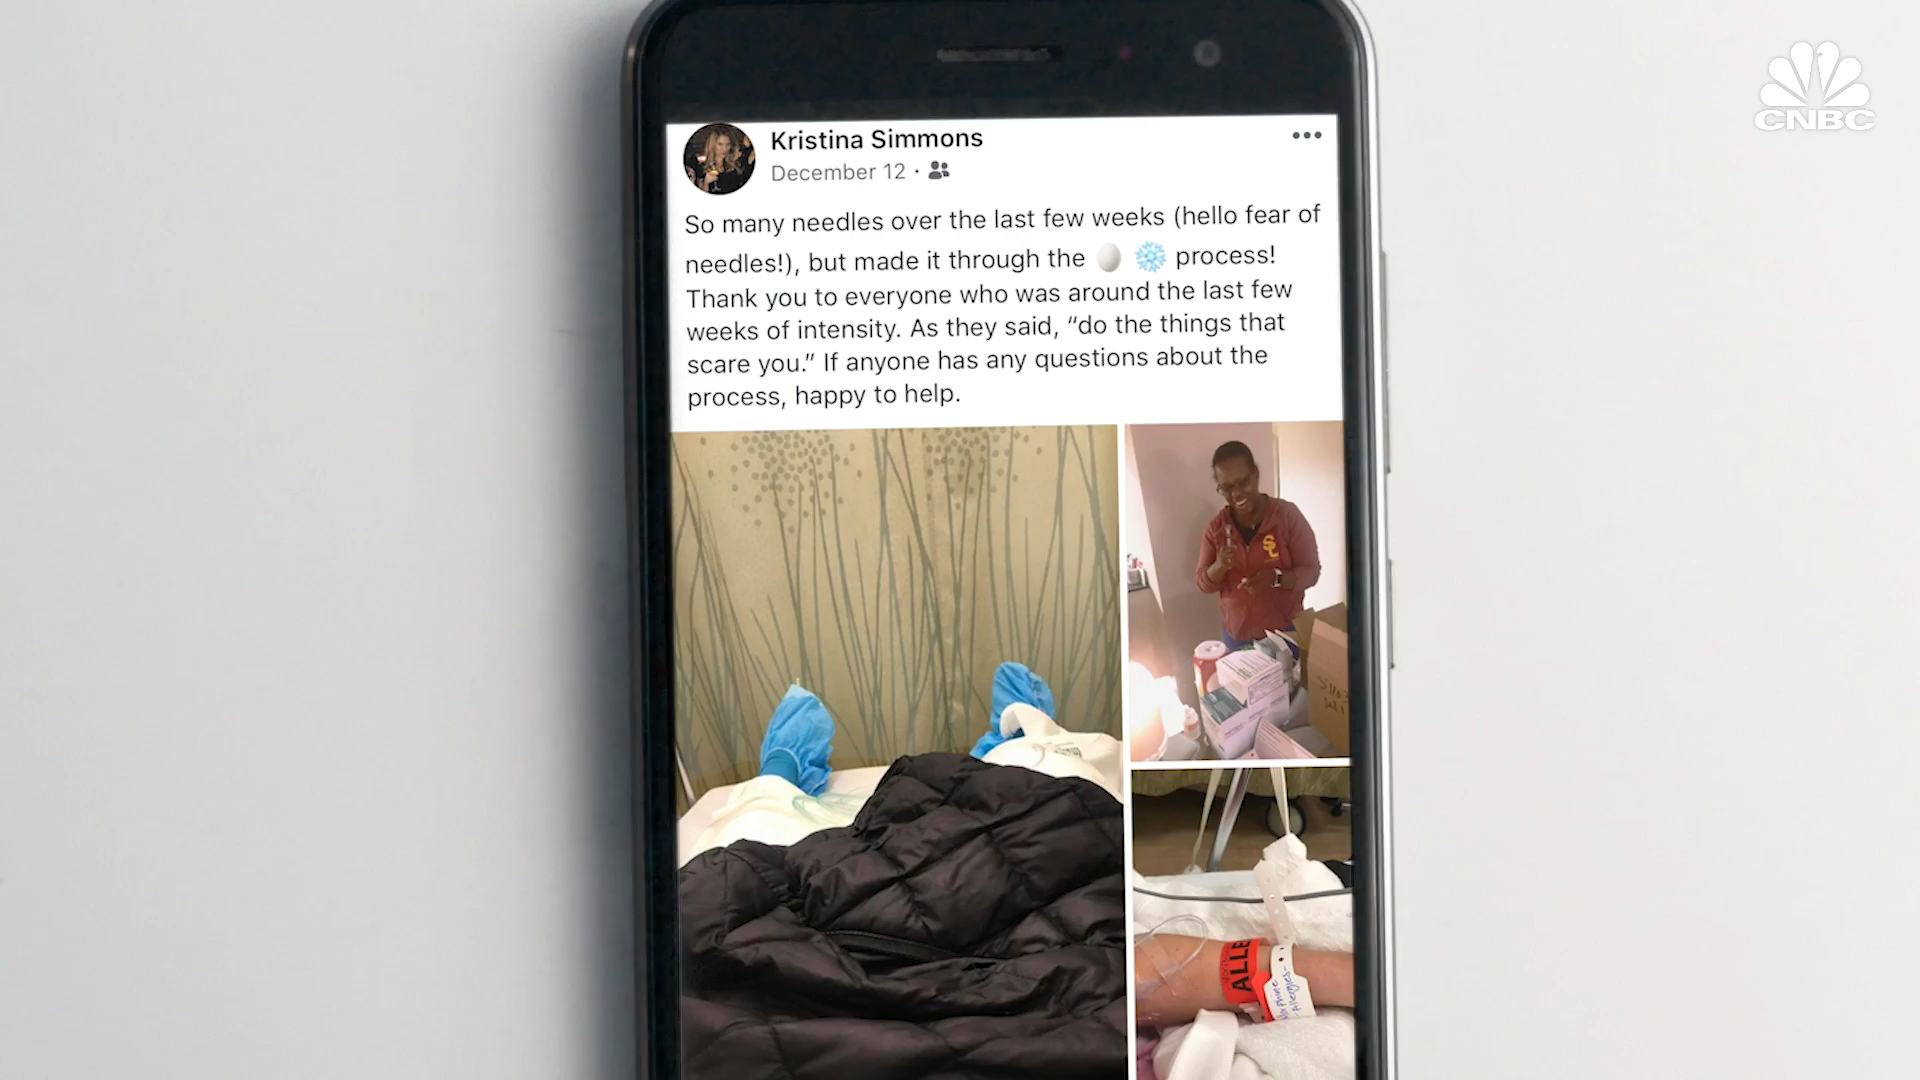 CNBC
Kristina Simmons
December 12 ·
So many needles over the last few weeks (hello fear of
needles!), but made it through the 🥚 ❄️ process!
Thank you to everyone who was around the last few
weeks of intensity. As they said, “do the things that
scare you.” If anyone has any questions about the
process, happy to help.
SC
ALLE
Allergies-